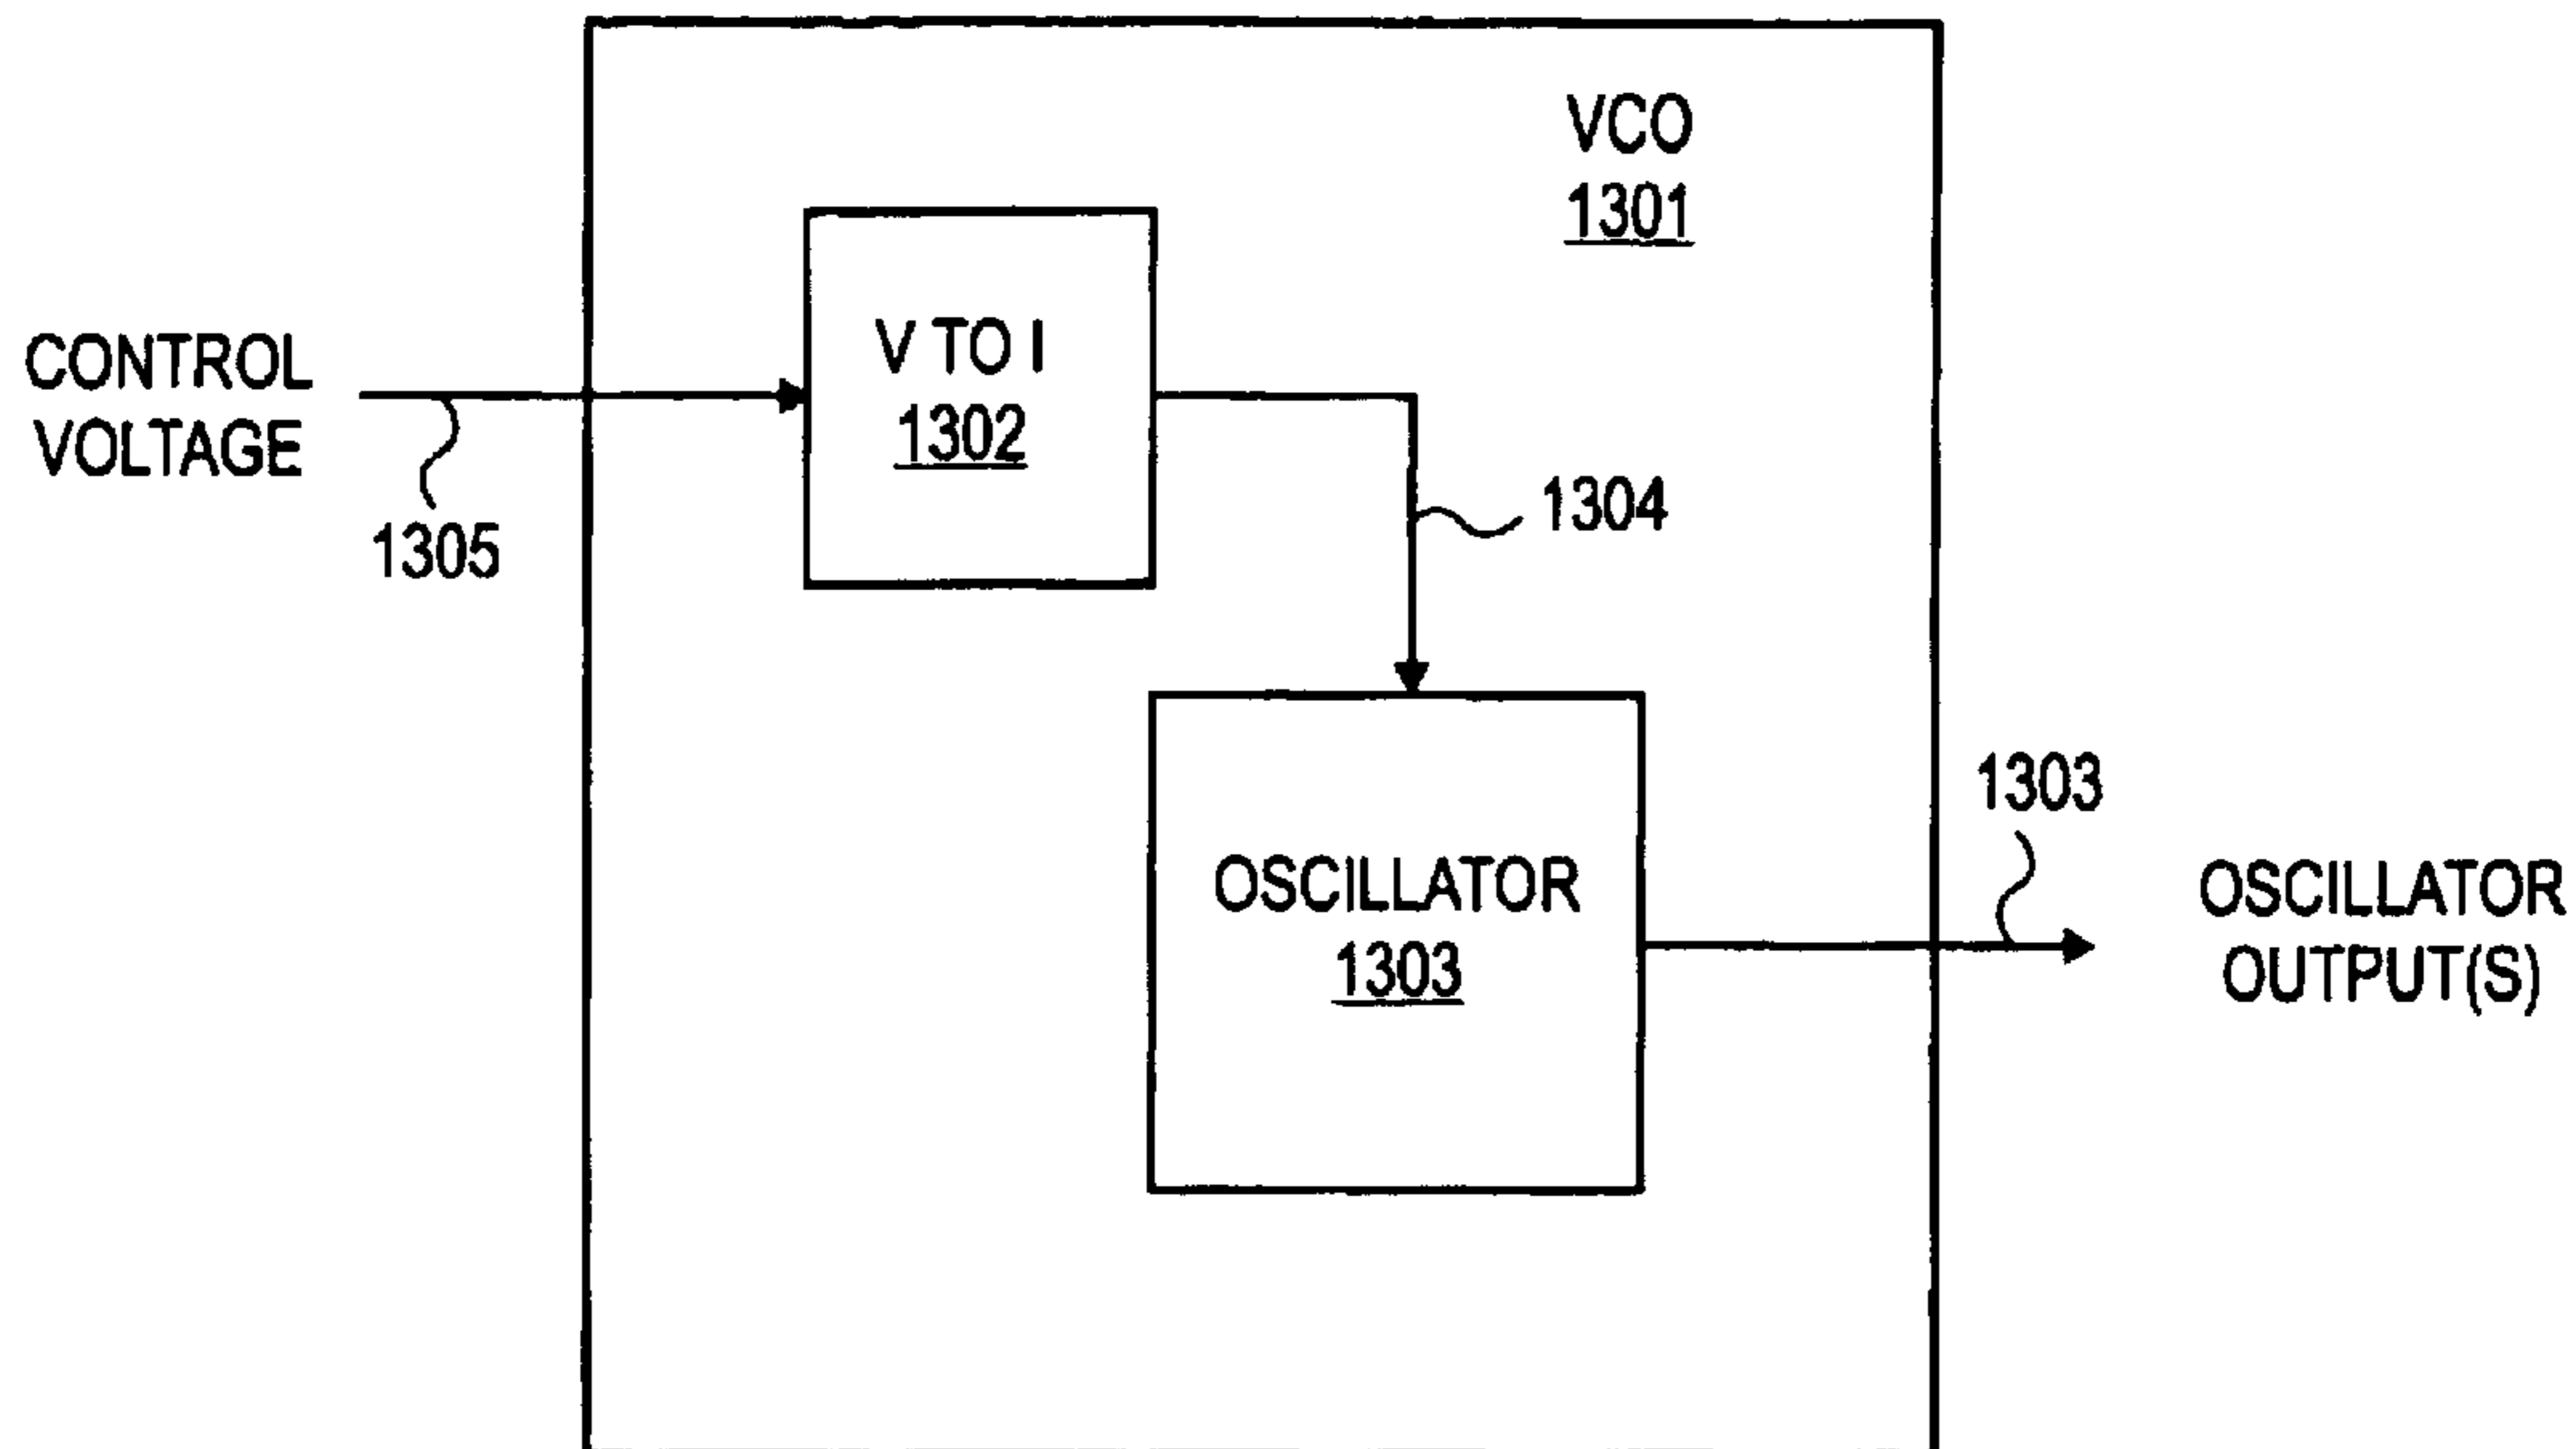 VCO
1301
CONTROL
VOLTAGE
1305
V TO I
1302
1304
OSCILLATOR
1303
1303
OSCILLATOR
OUTPUT(S)